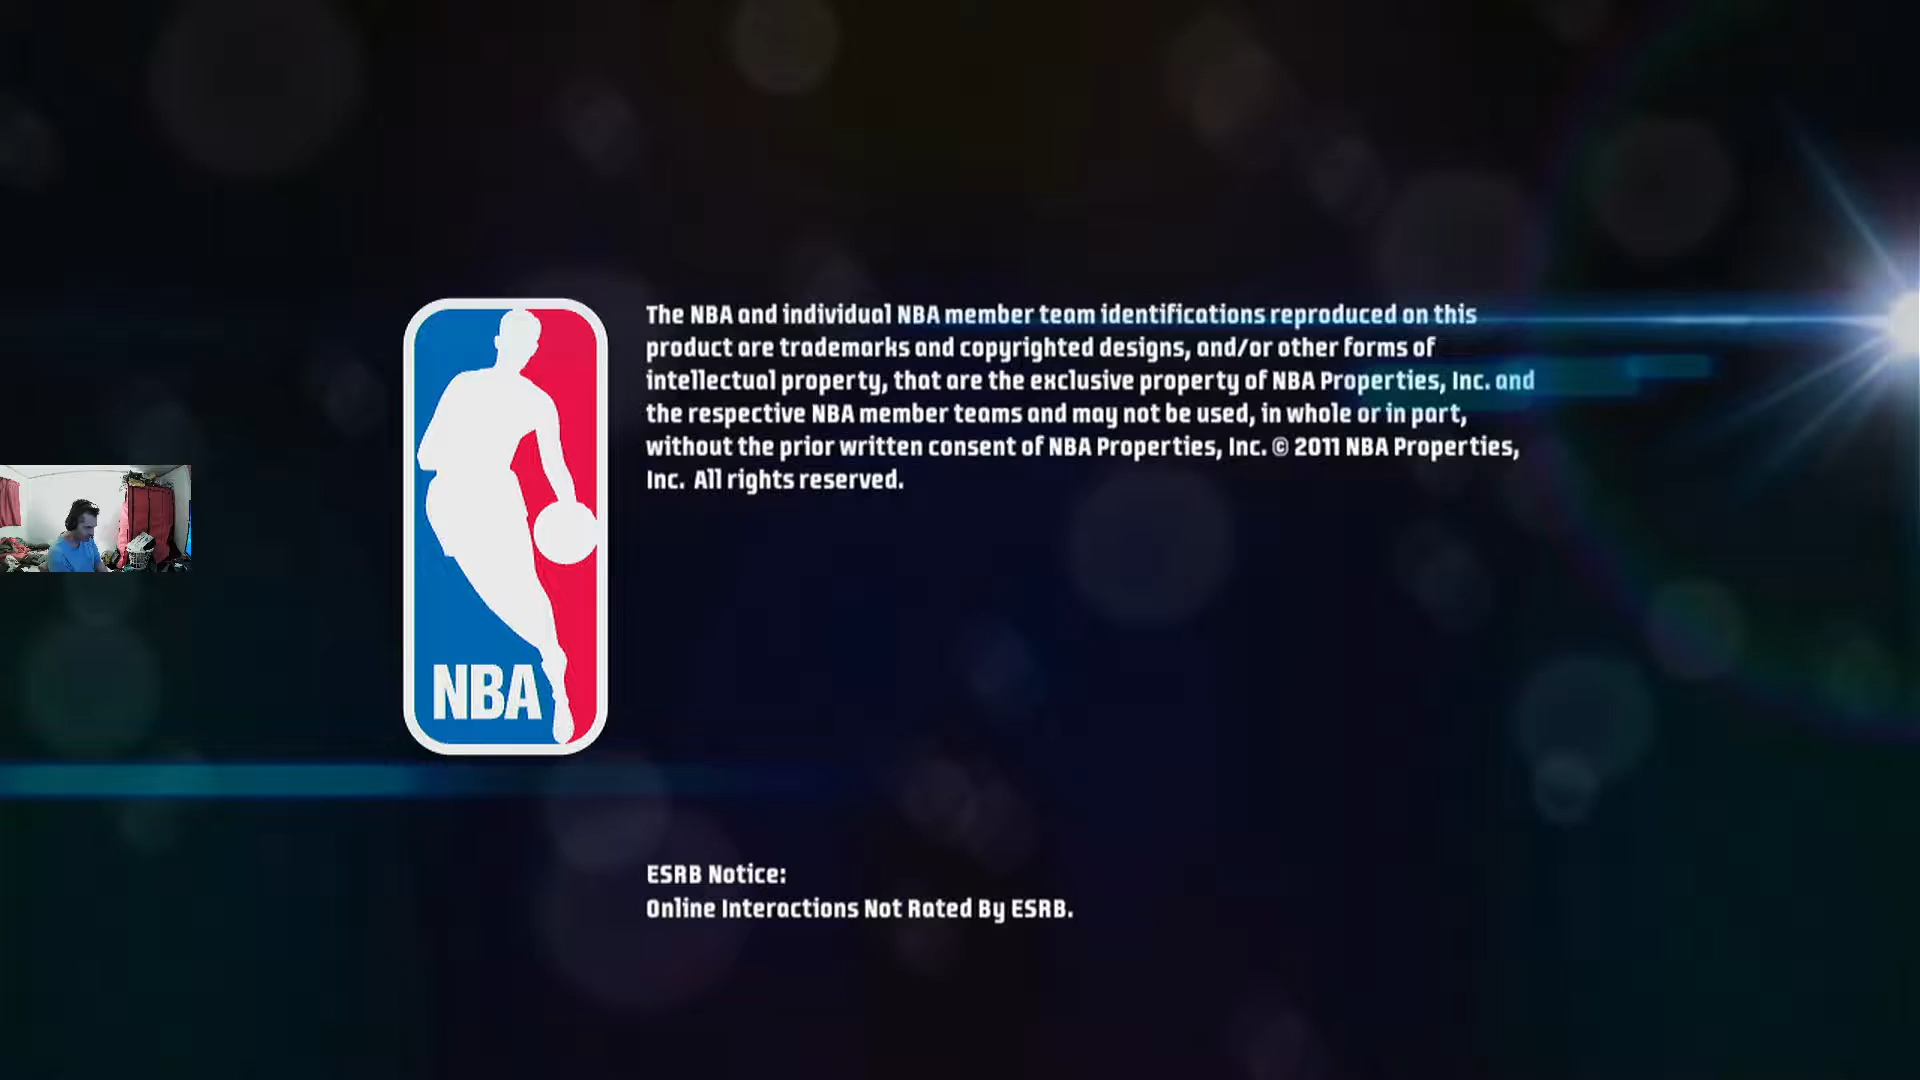 The NBA and individual NBA member team identifications reproduced on this
product are trademarks and copyrighted designs, and/or other forms of
intellectual property, that are the exclusive property of NBA Properties, Inc. and
the respective NBA member teams and may not be used, in whole or in part,
without the prior written consent of NBA Properties, Inc. © 2011 NBA Properties,
Inc. All rights reserved.
NBA
ESRB Notice:
Online Interactions Not Rated By ESRB.